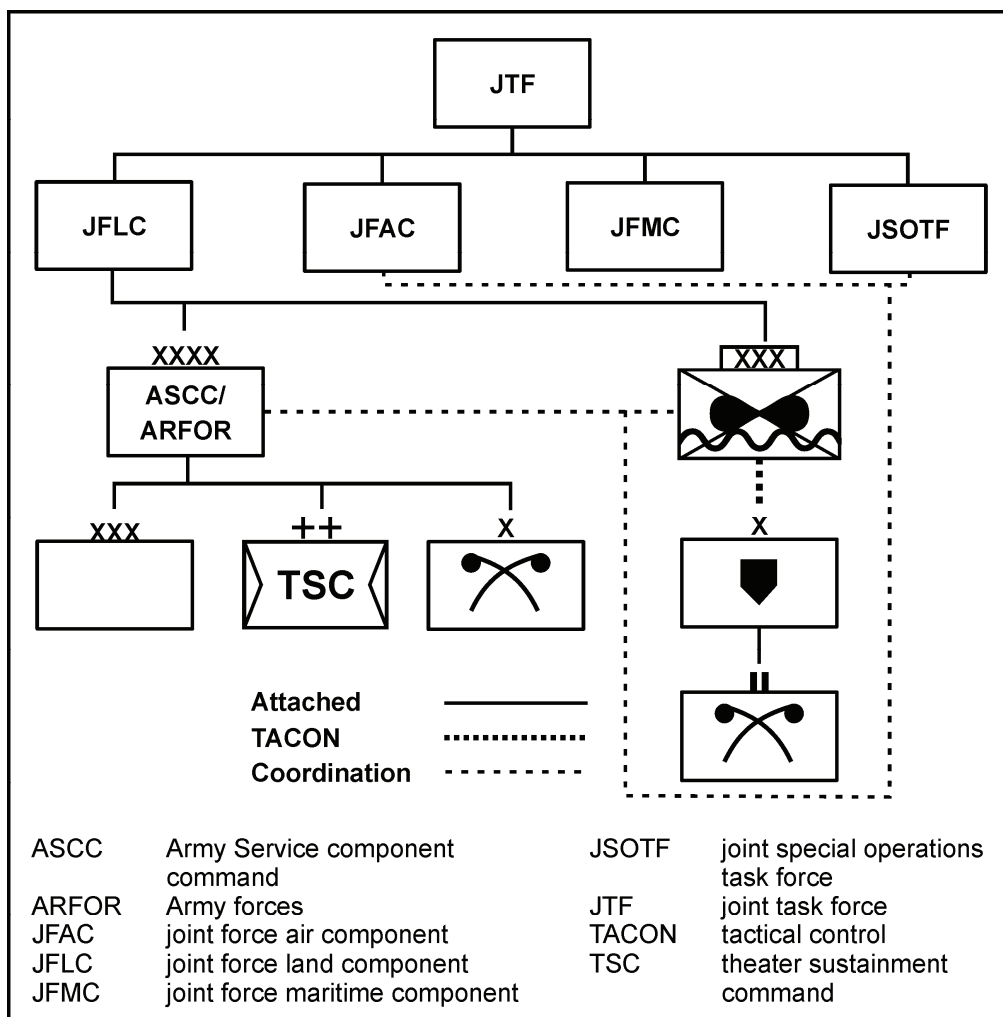 JTF
JFLC JFAC JFMC JSOTF
XXXX XXX
ASCC/
ARFOR
XXX ++ X X
TSC
Attached
TACON
Coordination
II
ASCC Army Service component
command
ARFOR Army forces
JFAC joint force air component
JFLC joint force land component
JFMC joint force maritime component
JSOTF joint special operations
task force
JTF joint task force
TACON tactical control
TSC theater sustainment
command